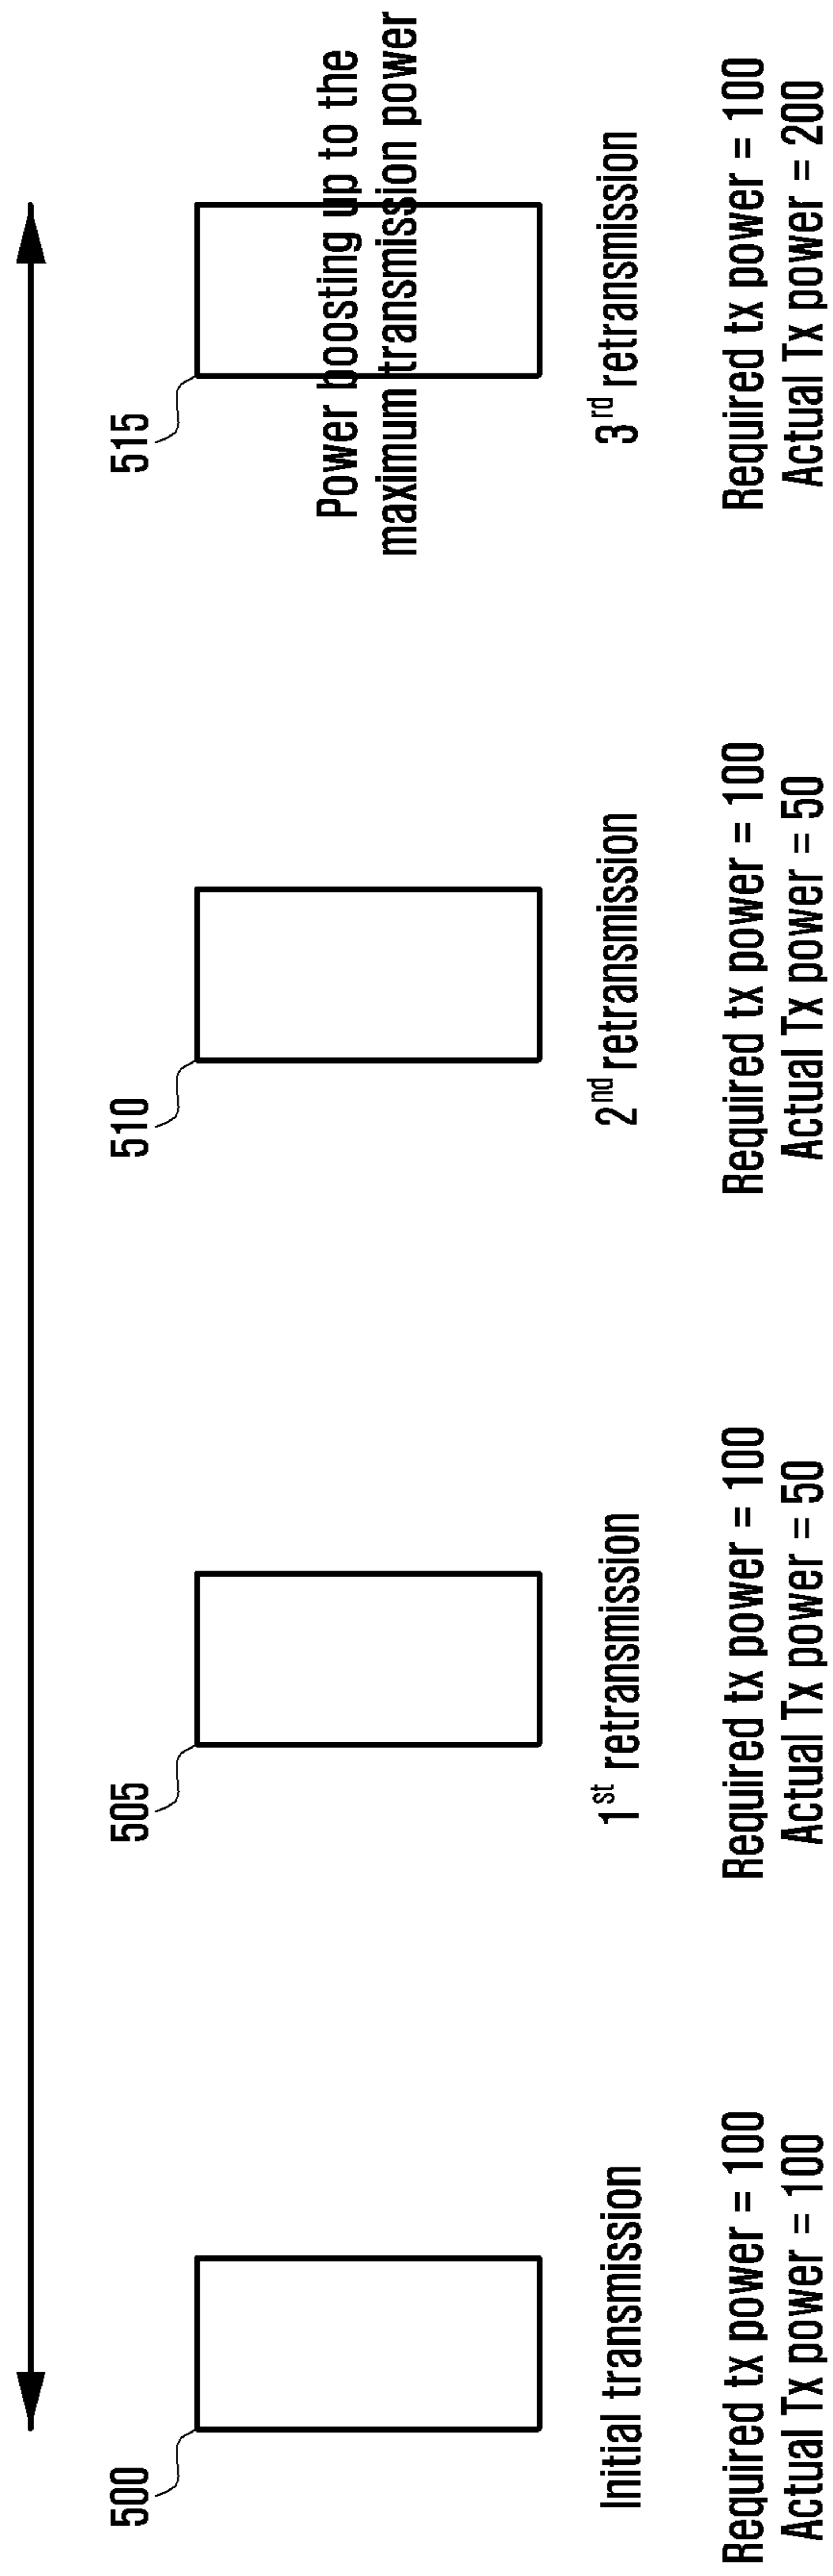 500
505
510
515
Power boosting up to the
maximum transmission power
Initial transmission
1st retransmission
2nd retransmission
3rd retransmission
Required tx power = 100
Actual Tx power = 100
Required tx power = 100
Actual Tx power = 50
Required tx power = 100
Actual Tx power = 50
Required tx power = 100
Actual Tx power = 200